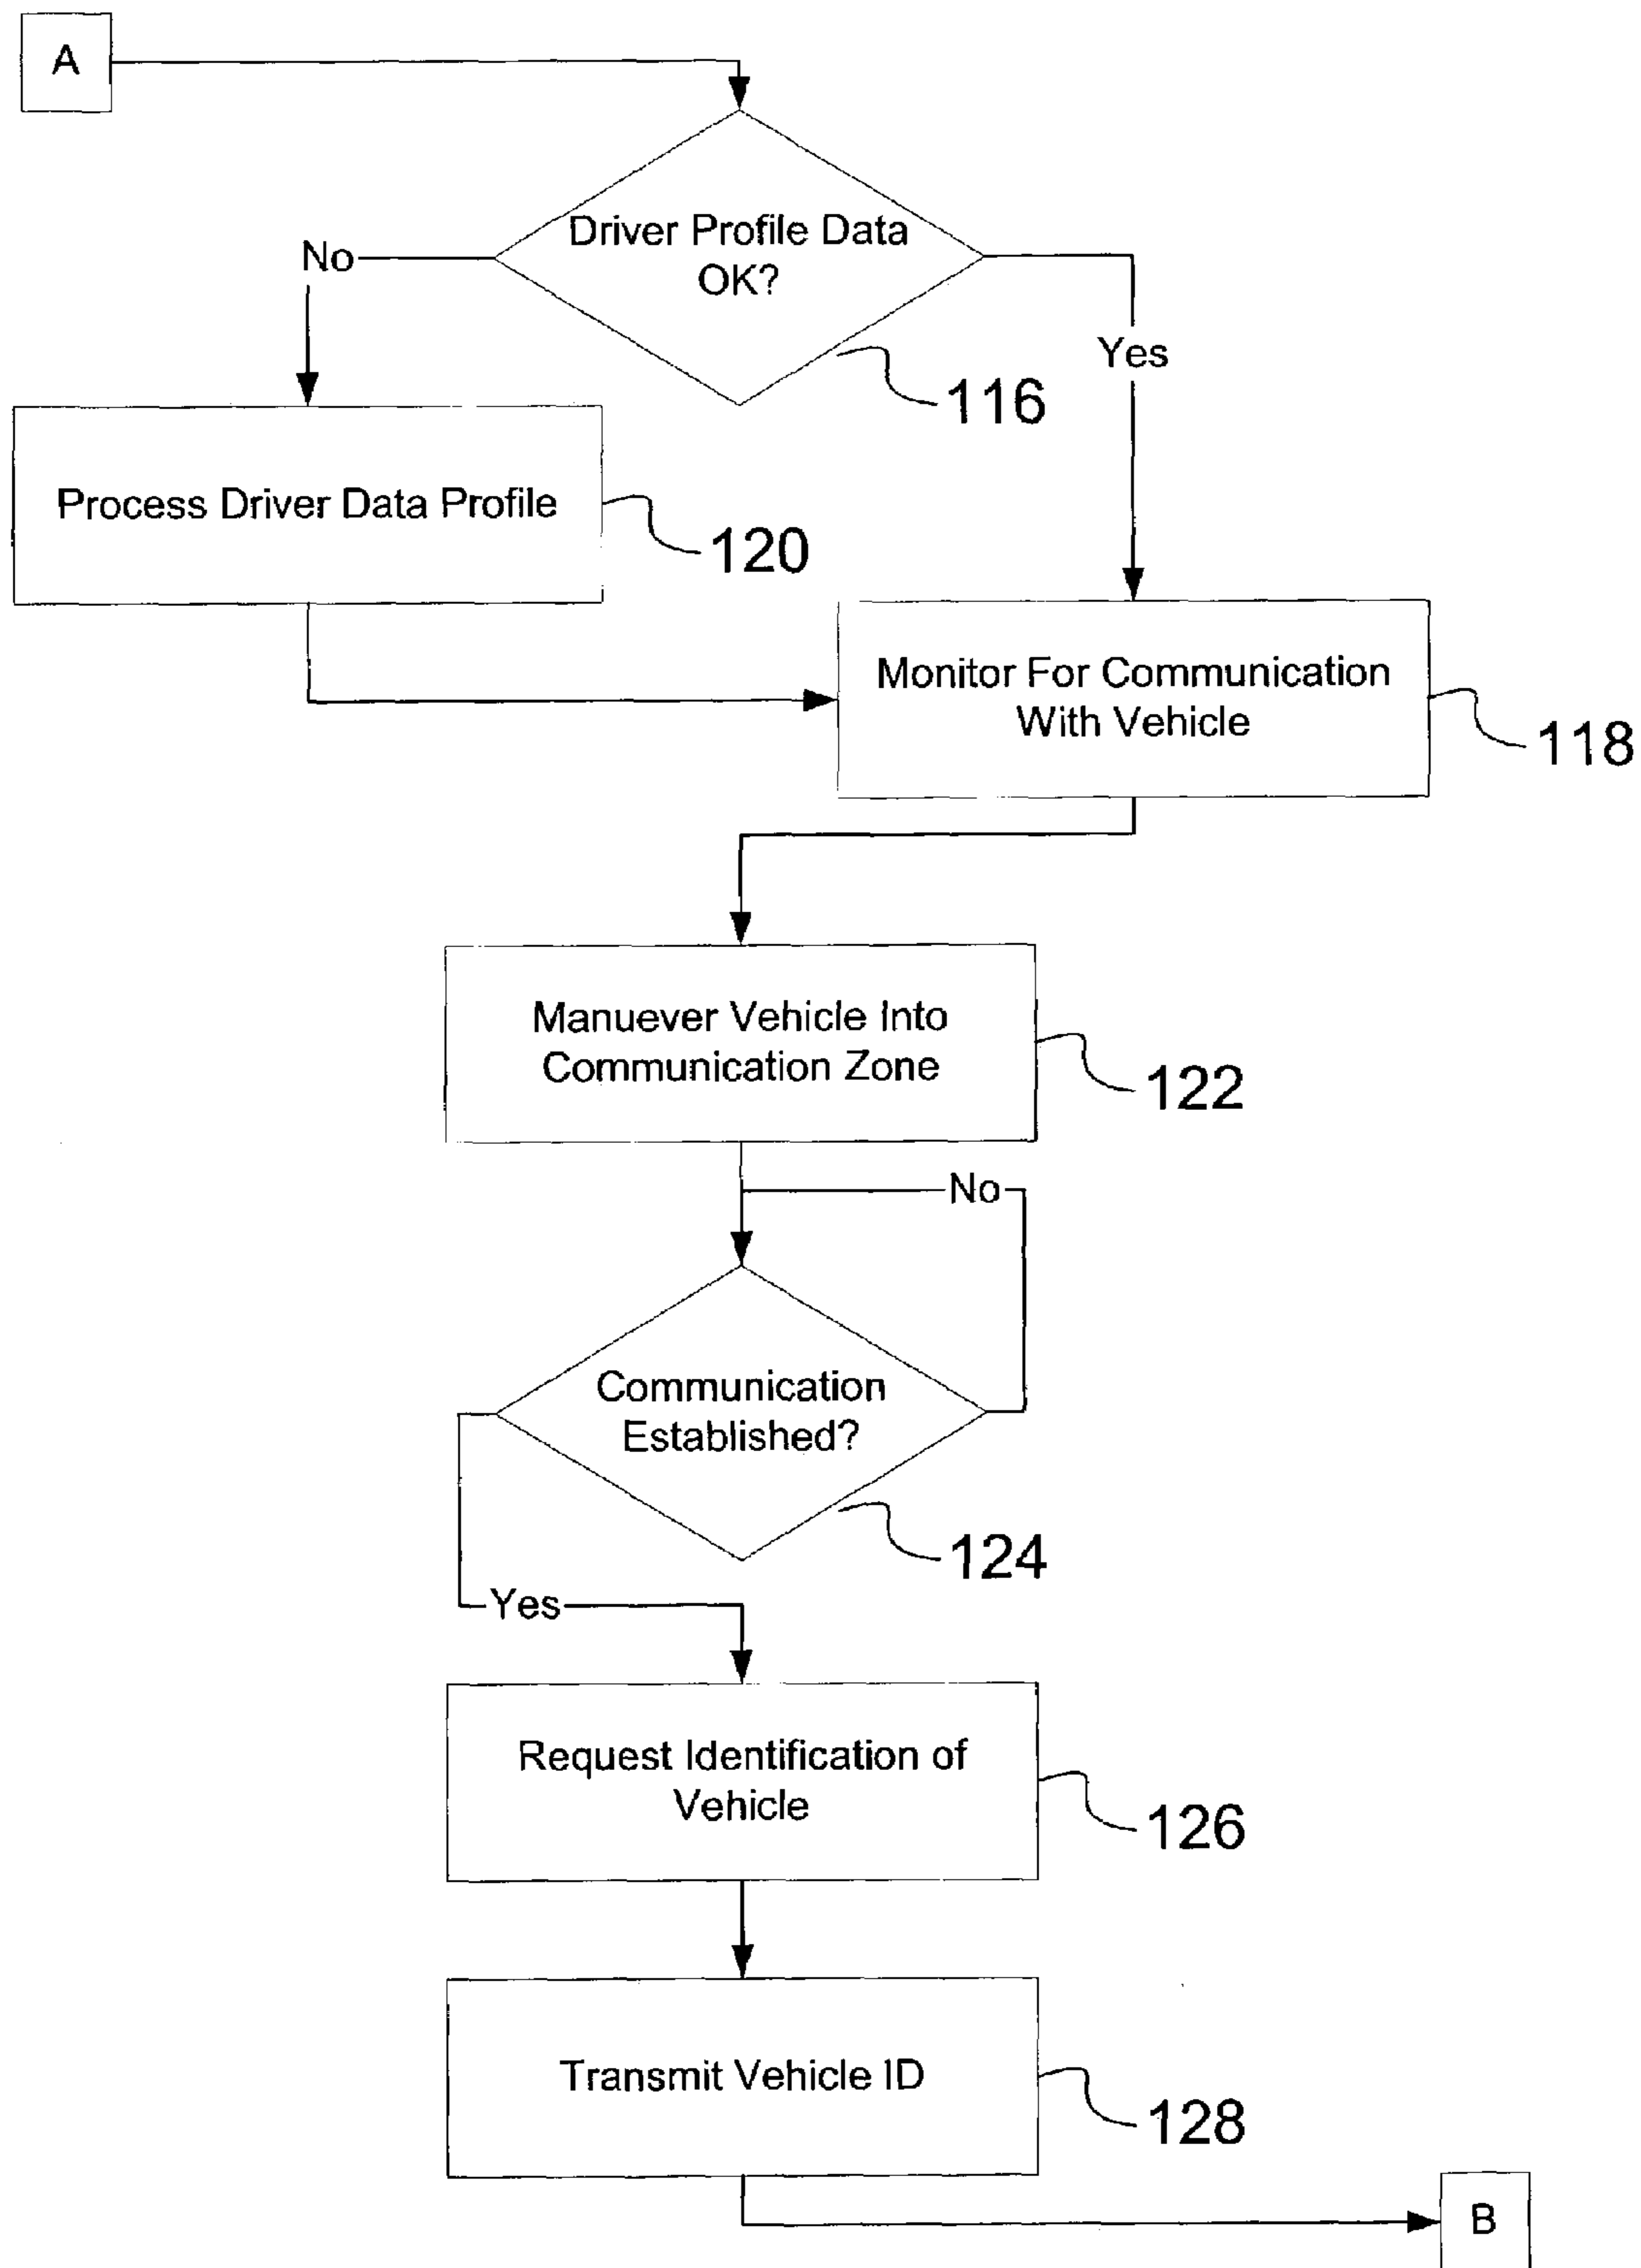 A
Driver Profile Data
OK?
No
Yes
116
Process Driver Data Profile
120
Monitor For Communication
With Vehicle
118
Manuever Vehicle Into
Communication Zone
122
No
Communication
Established?
124
Yes
Request Identification of
Vehicle
126
Transmit Vehicle ID
128
B